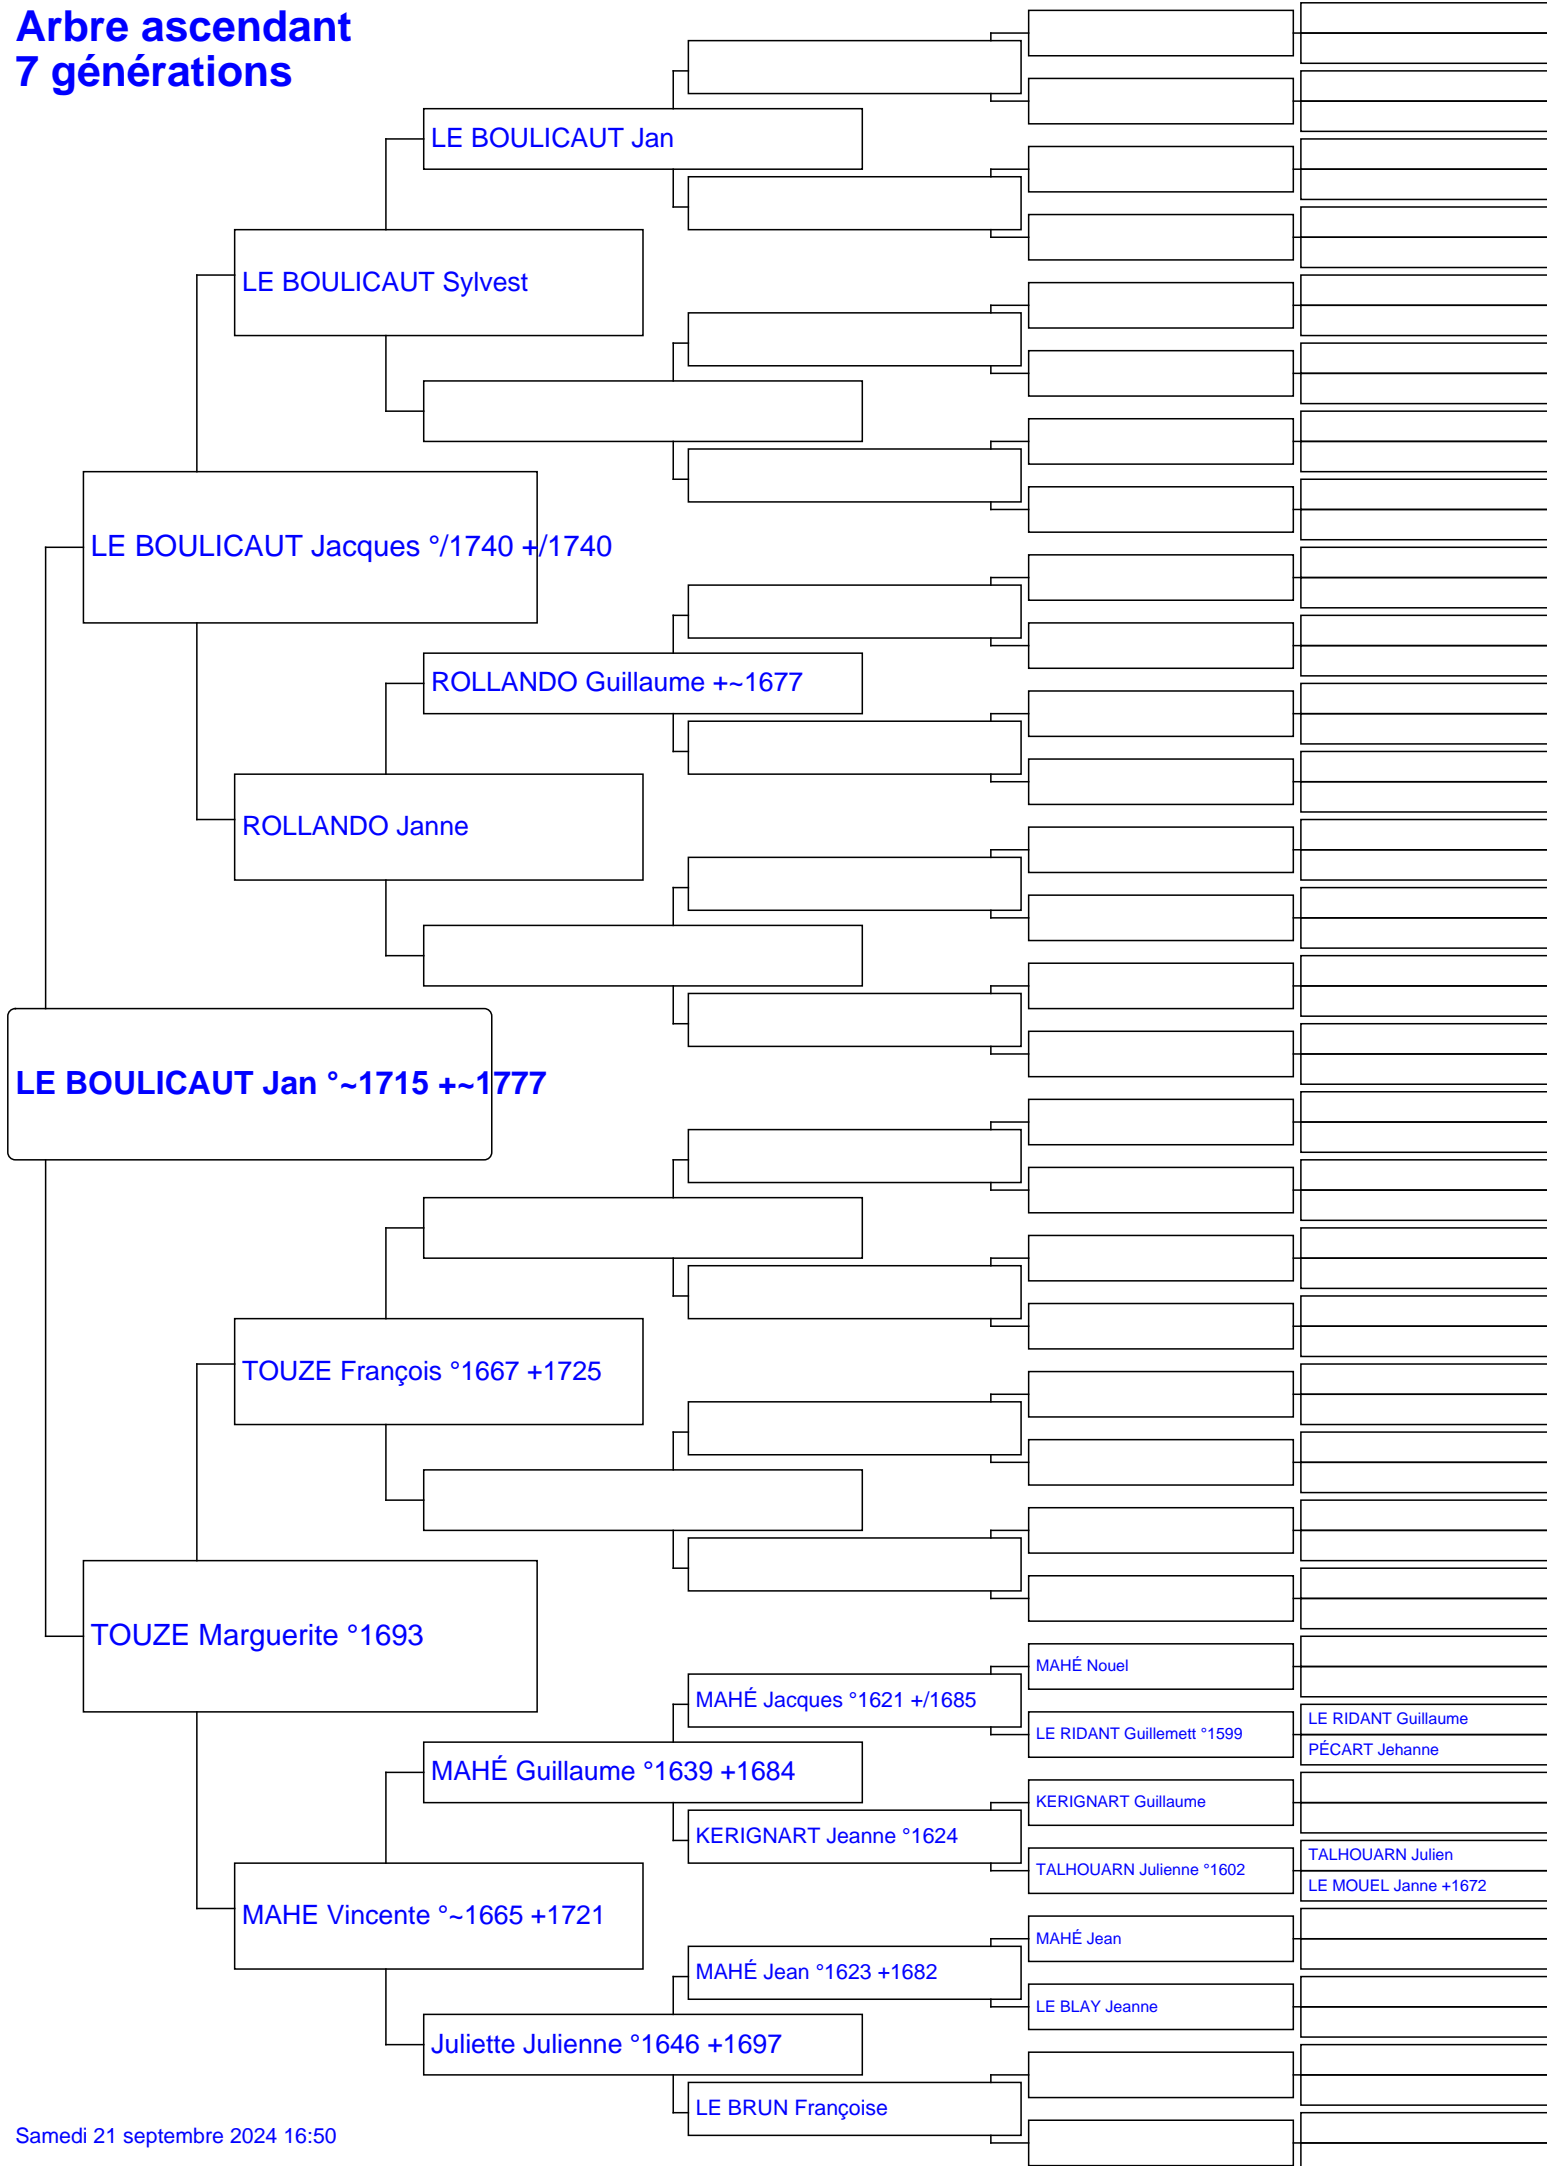 Arbre ascendant
7 générations
LE BOULICAUT Jan
LE BOULICAUT Sylvest
LE BOULICAUT Jacques °/1740 +/1740
ROLLANDO Guillaume +~1677
ROLLANDO Janne
LE BOULICAUT Jan °~1715 +~1777
TOUZE François °1667 +1725
TOUZE Marguerite °1693
MAHÉ Nouel
MAHÉ Jacques °1621 +/1685
LE RIDANT Guillemett °1599
LE RIDANT Guillaume
PÉCART Jehanne
MAHÉ Guillaume °1639 +1684
KERIGNART Guillaume
KERIGNART Jeanne °1624
TALHOUARN Julienne °1602
TALHOUARN Julien
LE MOUEL Janne +1672
MAHE Vincente °~1665 +1721
MAHÉ Jean
MAHÉ Jean °1623 +1682
LE BLAY Jeanne
Juliette Julienne °1646 +1697
LE BRUN Françoise
Samedi 21 septembre 2024 16:50